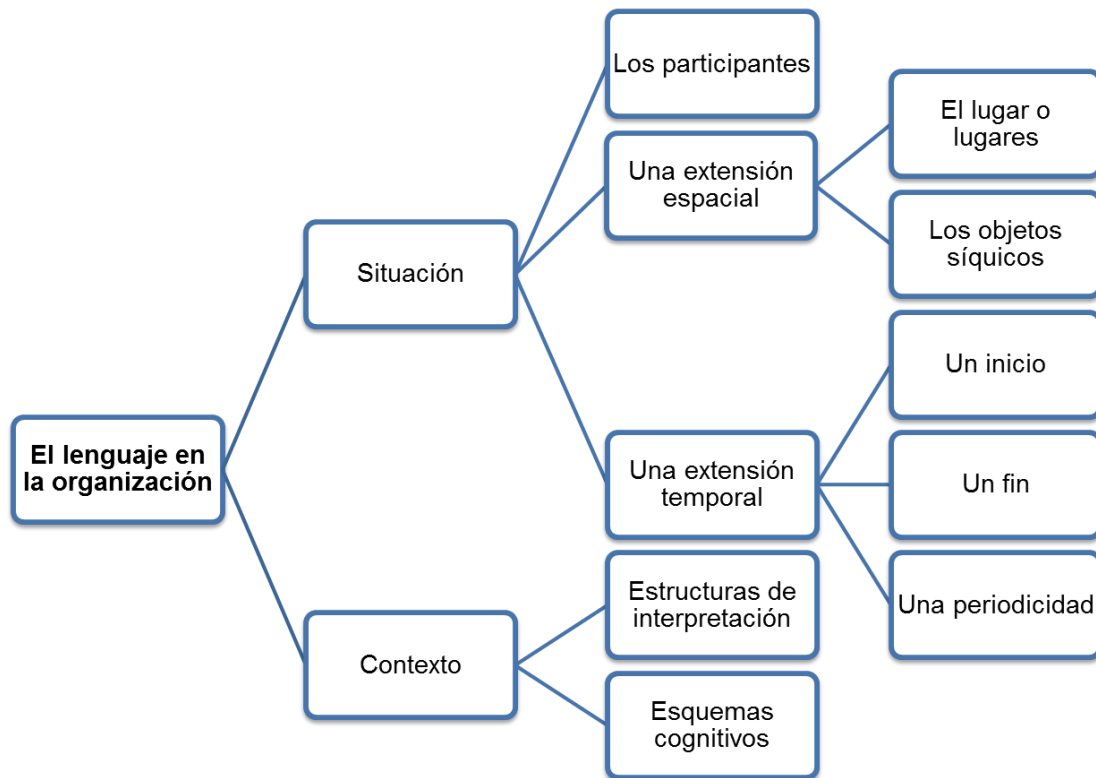 El lenguaje en
la organización
Situación
Los participantes
Una extensión
espacial
El lugar o
lugares
Los objetos
síquicos
Una extensión
temporal
Un inicio
Un fin
Una periodicidad
Contexto
Estructuras de
interpretación
Esquemas
cognitivos